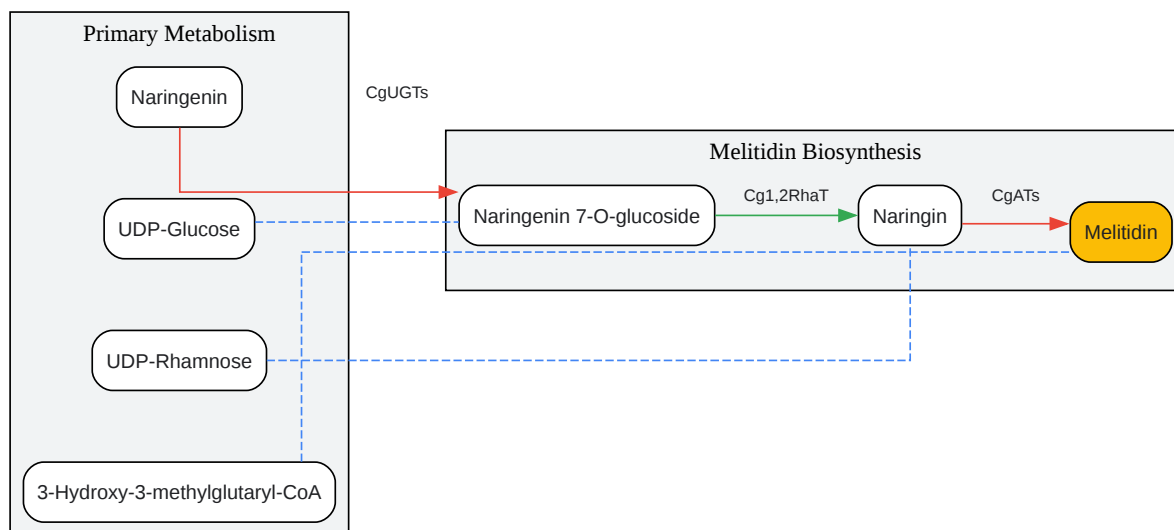 Primary Metabolism
Naringenin
CgUGTs
UDP-Glucose
UDP-Rhamnose
3-Hydroxy-3-methylglutaryl-CoA
Melitidin Biosynthesis
Naringenin 7-O-glucoside
Cg1,2RhaT
Naringin
CgATs
Melitidin